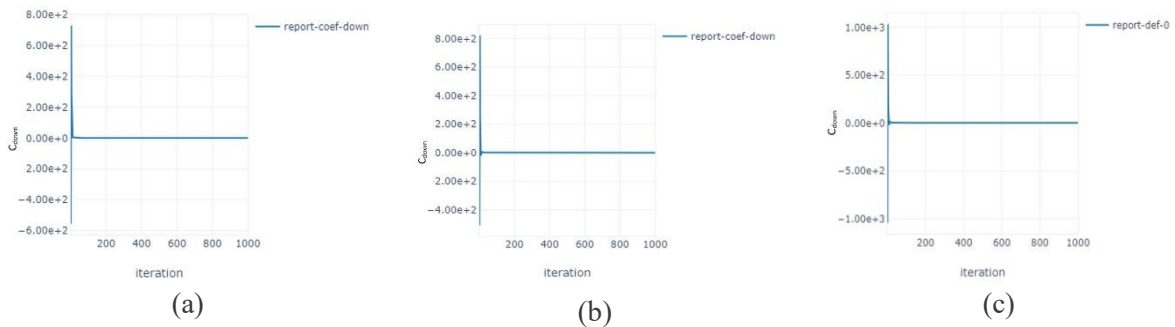 8.00e+2
6.00e+2
4.00e+2
2.00e+2
0.00e+0
−2.00e+2
−4.00e+2
−6.00e+2
Cdown
200 400 600 800 1000
iteration
report-coef-down
(a)
8.00e+2
6.00e+2
4.00e+2
2.00e+2
0.00e+0
−2.00e+2
−4.00e+2
Cdown
200 400 600 800 1000
iteration
report-coef-down
(b)
1.00e+3
5.00e+2
0.00e+0
−5.00e+2
−1.00e+3
Cdown
200 400 600 800 1000
iteration
report-def-0
(c)